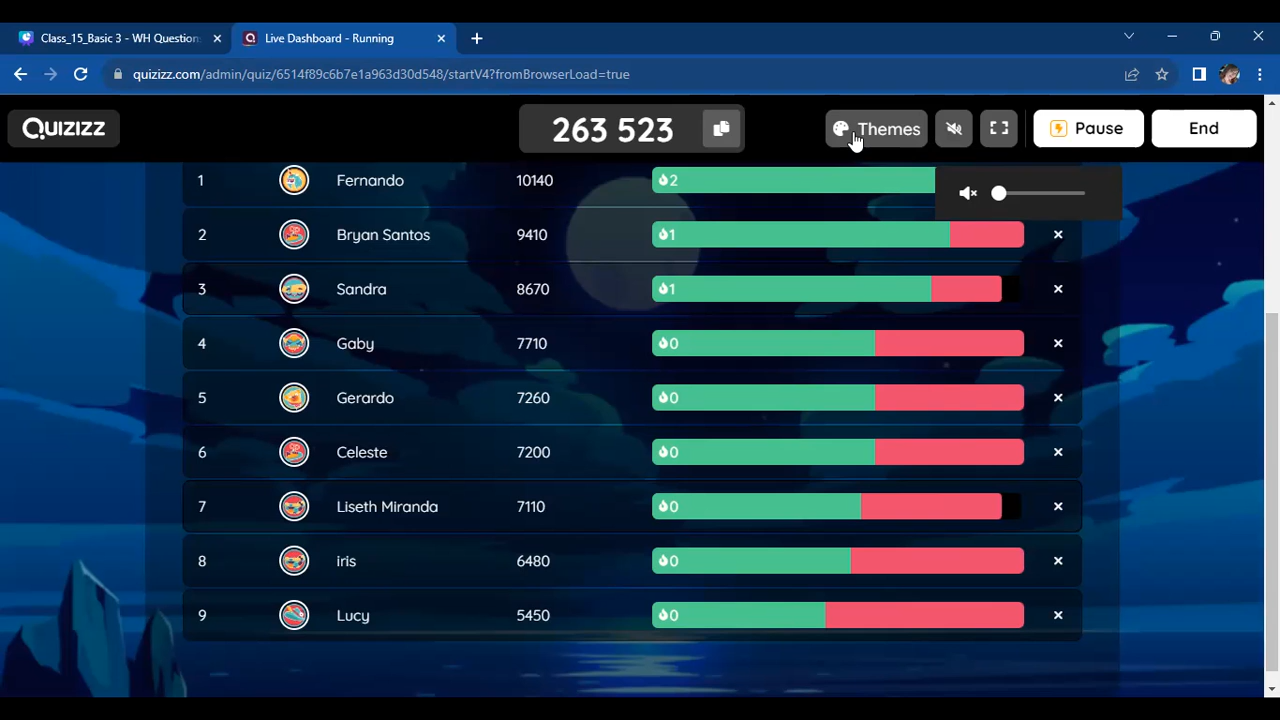 Class_15_Basic 3 - WH Question
Live Dashboard - Running
quizizz.com/admin/quiz/6514f89c6b7e1a963d30d548/startV4?fromBrowserLoad=true
QUIZIZZ
263 523
Themes
Pause
End
1 Fernando 10140 2
2 Bryan Santos 9410 1
3 Sandra 8670 1
4 Gaby 7710 0
5 Gerardo 7260 0
6 Celeste 7200 0
7 Liseth Miranda 7110 0
8 iris 6480 0
9 Lucy 5450 0